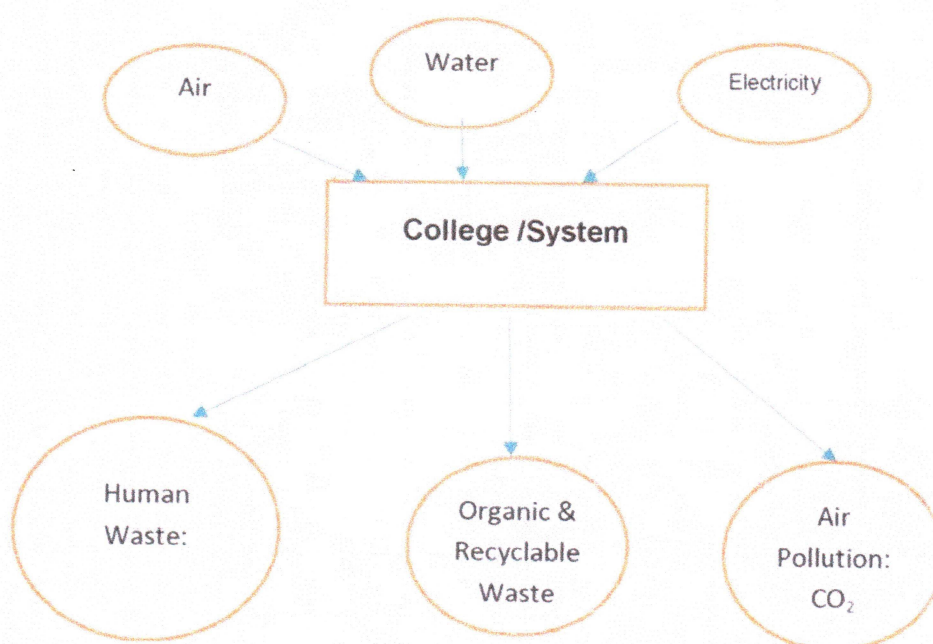 Air
Water
Electricity
College /System
Human
Waste:
Organic &
Recyclable
Waste
Air
Pollution:
CO₂